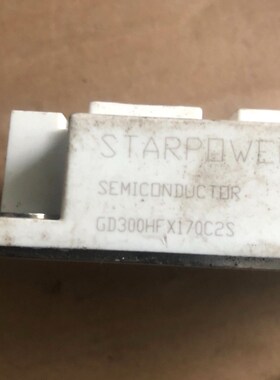 STARPOWE
SEMICONDUCTOR
GD300HFX170C2S